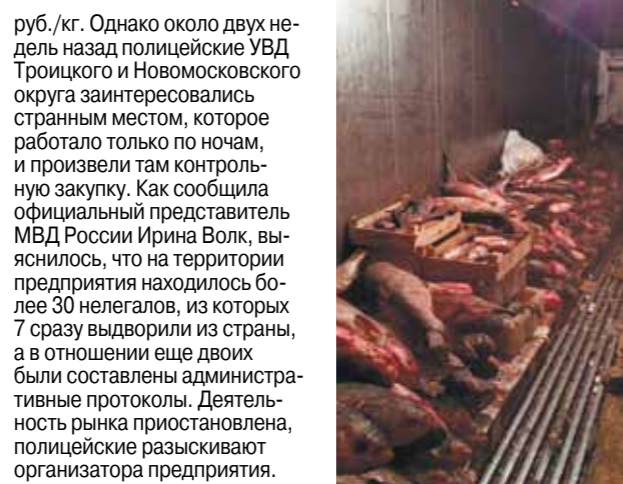 руб./кг. Однако около двух не-
дель назад полицейские УВД
Троицкого и Новомосковского
округа заинтересовались
странным местом, которое
работало только по ночам,
и произвели там контроль-
ную закупку. Как сообщила
официальный представитель
МВД России Ирина Волк, вы-
яснилось, что на территории
предприятия находилось бо-
лее 30 нелегалов, из которых
7 сразу выдворили из страны,
а в отношении еще двоих
были составлены администра-
тивные протоколы. Деятель-
ность рынка приостановлена,
полицейские разыскивают
организатора предприятия.